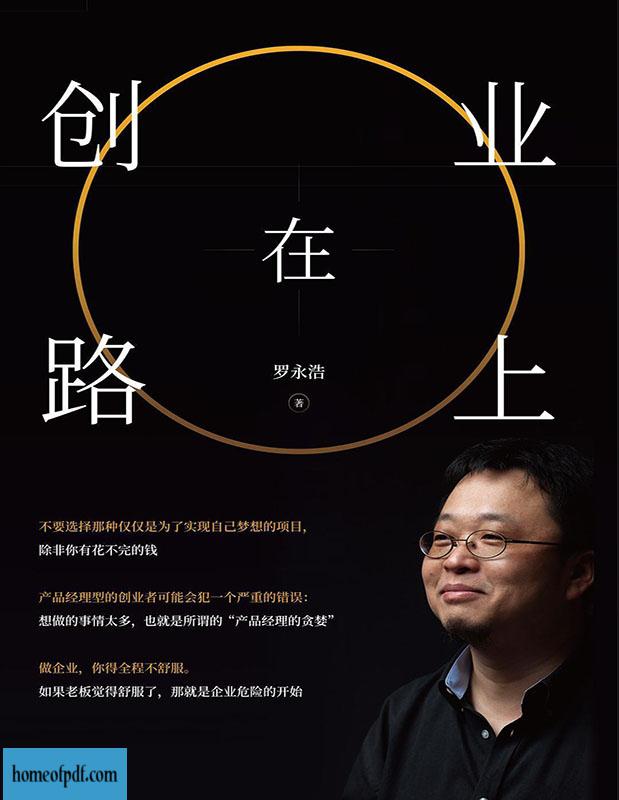 创业
在
路上
罗永浩
著
不要选择那种仅仅是为了实现自己梦想的项目，
除非你有花不完的钱
产品经理型的创业者可能会犯一个严重的错误：
想做的事情太多，也就是所谓的“产品经理的贪婪”
做企业，你得全程不舒服。
如果老板觉得舒服了，那就是企业危险的开始
homeofpdf.com